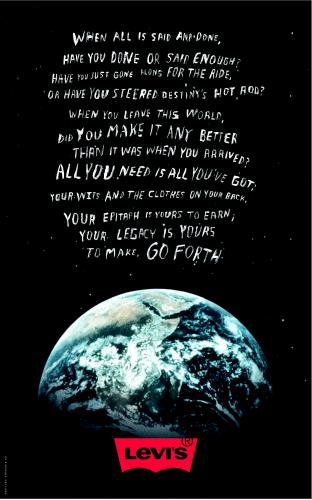 WHEN ALL IS SAID AND DONE,
HAVE YOU DONE OR SAID ENOUGH?
HAVE YOU JUST GONE ALONG FOR THE RIDE,
OR HAVE YOU STEERED DESTINY'S HOT ROD?
WHEN YOU LEAVE THIS WORLD,
DID YOU MAKE IT ANY BETTER
THAN IT WAS WHEN YOU ARRIVED?
ALL YOU NEED IS ALL YOU'VE GOT;
YOUR WITS AND THE CLOTHES ON YOUR BACK.
YOUR EPITAPH IS YOURS TO EARN;
YOUR LEGACY IS YOURS
TO MAKE. GO FORTH.
LEVI'S ®